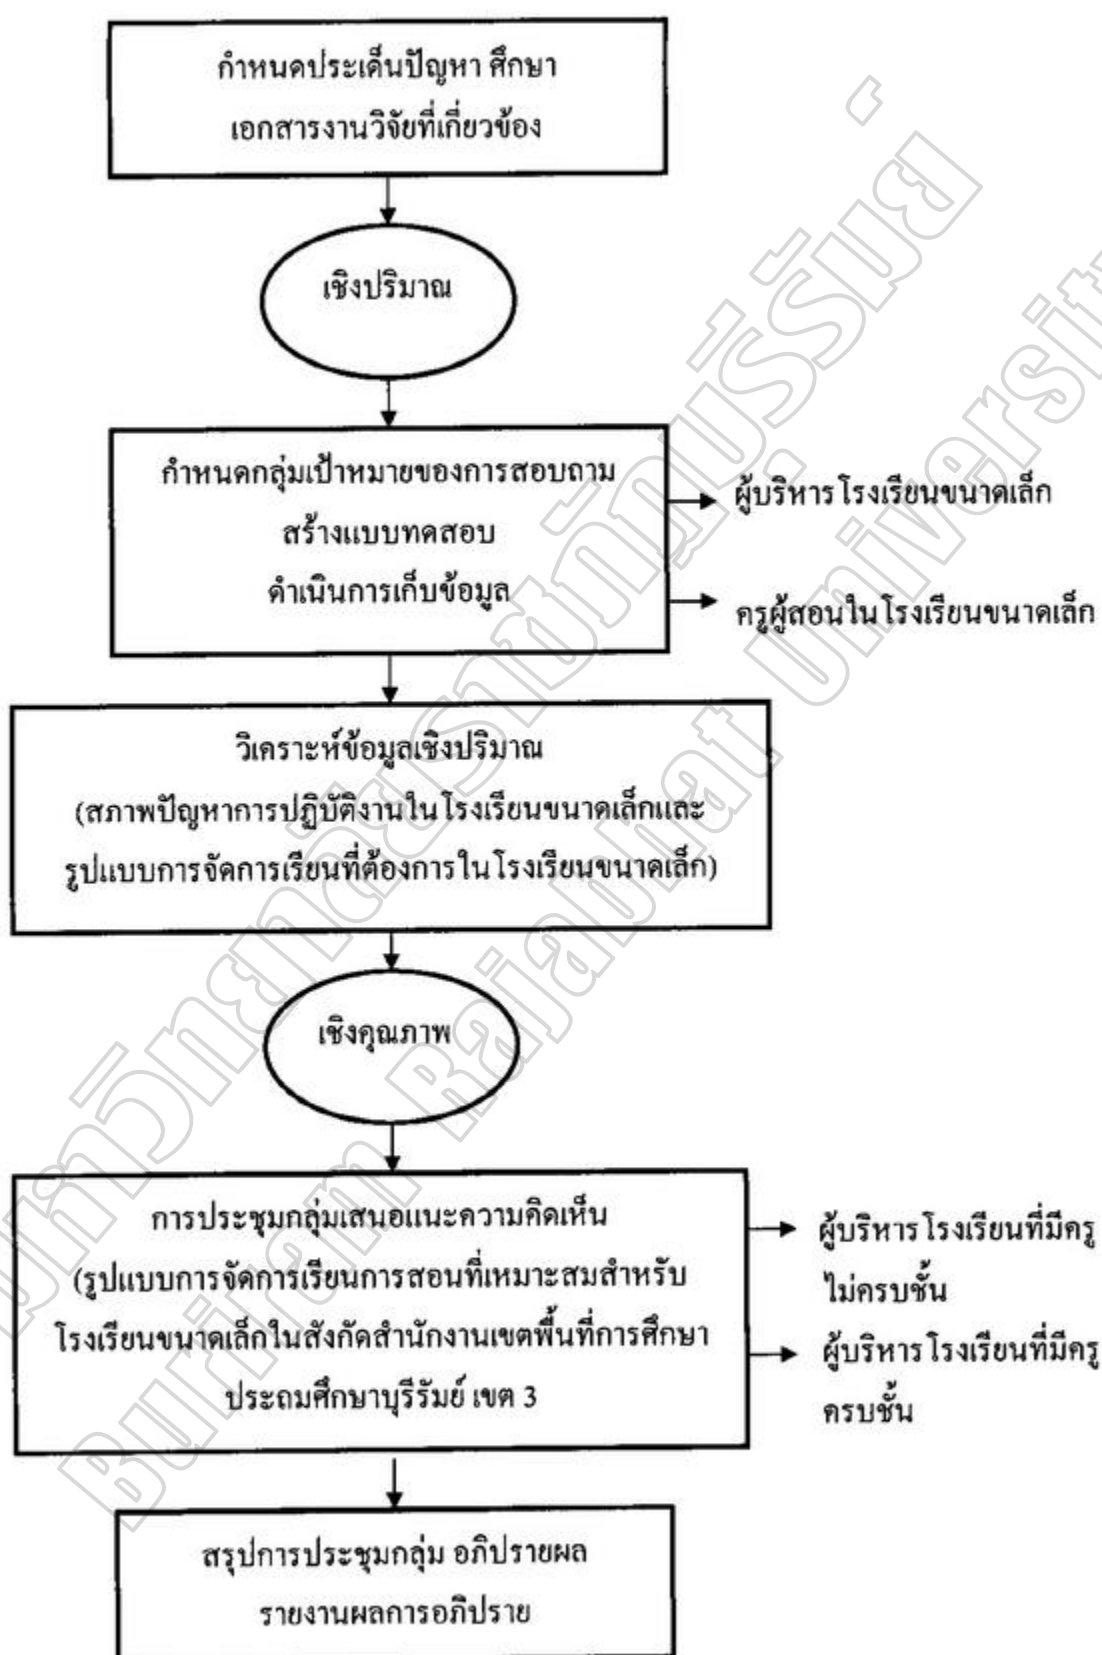 กำหนดประเด็นปัญหา ศึกษา
เอกสารงานวิจัยที่เกี่ยวข้อง
เชิงปริมาณ
กำหนดกลุ่มเป้าหมายของการสอบถาม
สร้างแบบทดสอบ
ดำเนินการเก็บข้อมูล
ผู้บริหารโรงเรียนขนาดเล็ก
ครูผู้สอนในโรงเรียนขนาดเล็ก
วิเคราะห์ข้อมูลเชิงปริมาณ
(สภาพปัญหาการปฏิบัติงานในโรงเรียนขนาดเล็กและ
รูปแบบการจัดการเรียนที่ต้องการในโรงเรียนขนาดเล็ก)
เชิงคุณภาพ
การประชุมกลุ่มเสนอแนะความคิดเห็น
(รูปแบบการจัดการเรียนการสอนที่เหมาะสมสำหรับ
โรงเรียนขนาดเล็กในสังกัดสำนักงานเขตพื้นที่การศึกษา
ประถมศึกษาบุรีรัมย์ เขต 3
ผู้บริหารโรงเรียนที่มีครู
ไม่ครบชั้น
ผู้บริหารโรงเรียนที่มีครู
ครบชั้น
สรุปการประชุมกลุ่ม อภิปรายผล
รายงานผลการอภิปราย
มหาวิทยาลัยราชภัฏบุรีรัมย์
Buriram Rajabhat Universit